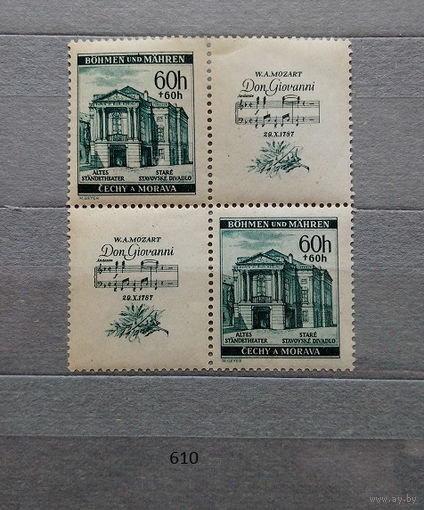 BÖHMEN UND MÄHREN
60h
+60h
ALTES STARÉ
STÄNDETHEATER STAVOVSKÉ DIVADLO
ČECHY A MORAVA
W.A.MOZART
Don Giovanni
Andante
29.X.1787
W.A.MOZART
Don Giovanni
Andante
29.X.1787
BÖHMEN UND MÄHREN
60h
+60h
ALTES STARÉ
STÄNDETHEATER STAVOVSKÉ DIVADLO
ČECHY A MORAVA
610
www.ay.by